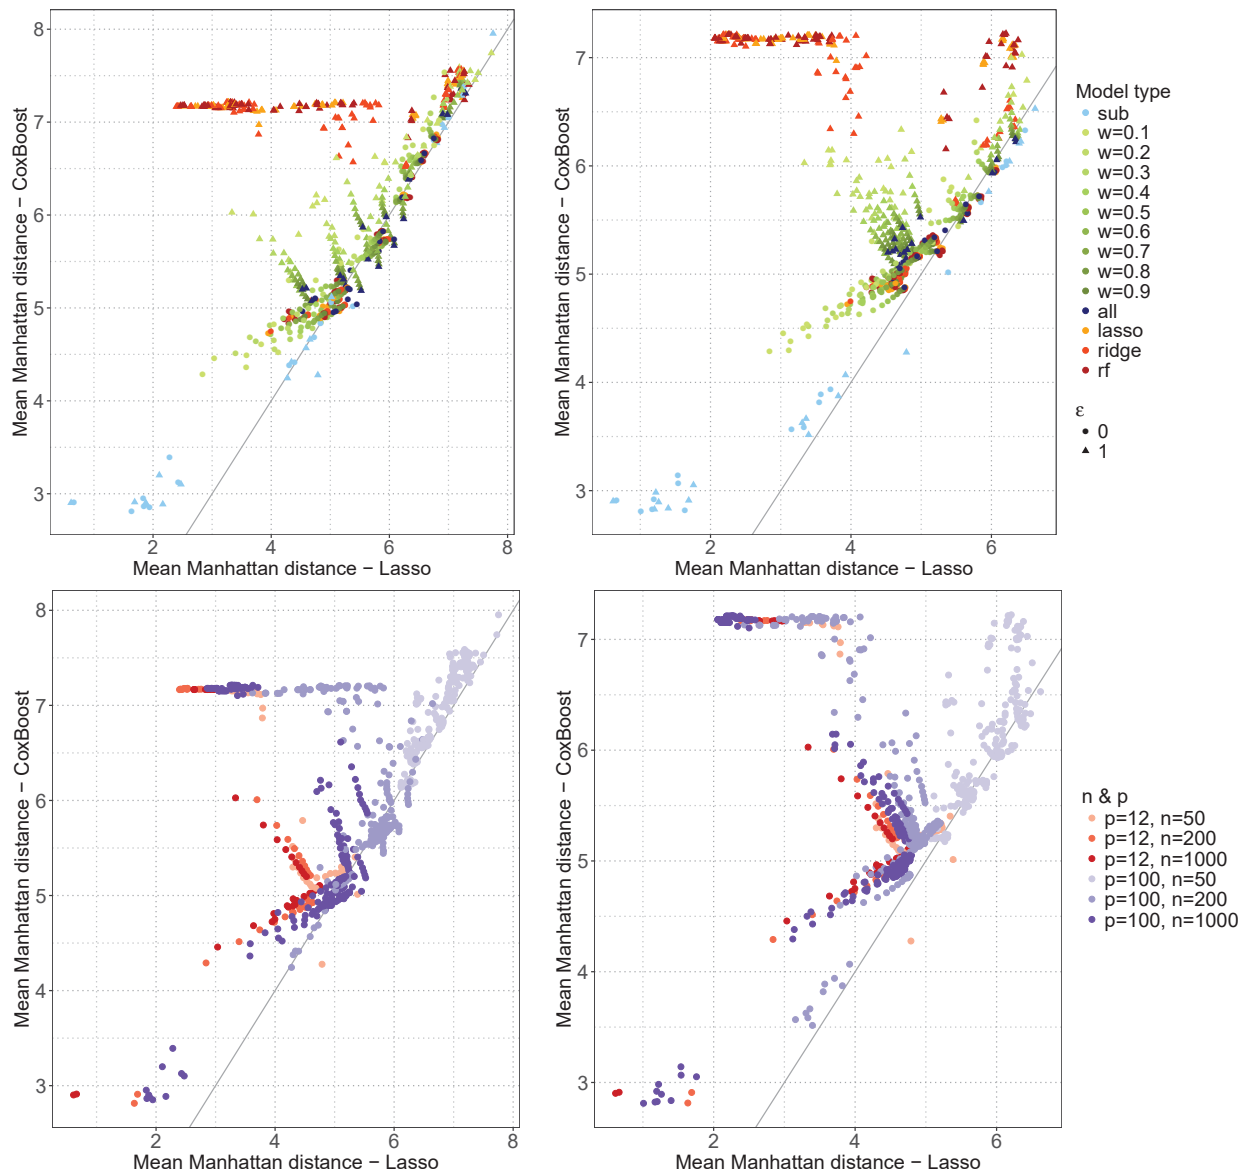 8
7
6
5
4
3
2
4
6
8
Mean Manhattan distance − CoxBoost
Mean Manhattan distance − Lasso
7
6
5
4
3
2
4
6
Mean Manhattan distance − CoxBoost
Mean Manhattan distance − Lasso
Model type
sub
w=0.1
w=0.2
w=0.3
w=0.4
w=0.5
w=0.6
w=0.7
w=0.8
w=0.9
all
lasso
ridge
rf
ε
0
1
8
7
6
5
4
3
2
4
6
8
Mean Manhattan distance − CoxBoost
Mean Manhattan distance − Lasso
7
6
5
4
3
2
4
6
Mean Manhattan distance − CoxBoost
Mean Manhattan distance − Lasso
n & p
p=12, n=50
p=12, n=200
p=12, n=1000
p=100, n=50
p=100, n=200
p=100, n=1000